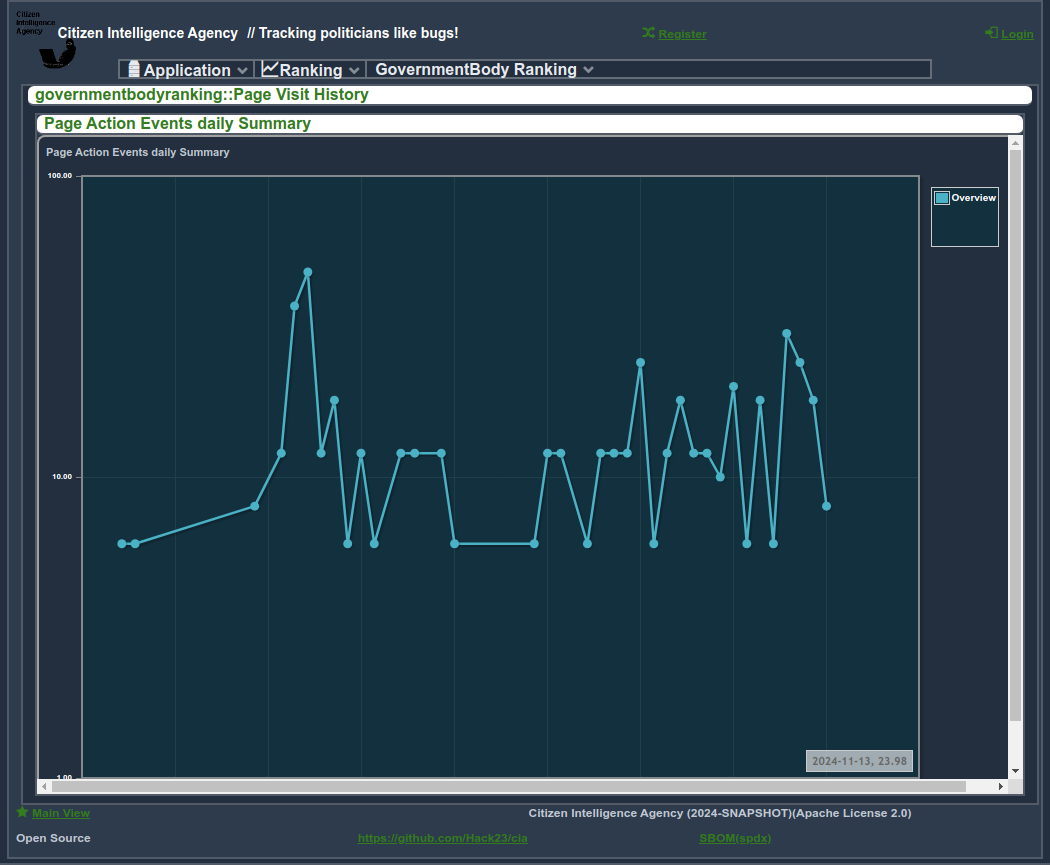 Citizen
Intelligence
Agency
Citizen Intelligence Agency // Tracking politicians like bugs!
Register
Login
Application
Ranking
GovernmentBody Ranking
governmentbodyranking::Page Visit History
Page Action Events daily Summary
Page Action Events daily Summary
100.00
Overview
10.00
2024-11-13, 23.98
1.00
Main View
Citizen Intelligence Agency (2024-SNAPSHOT)(Apache License 2.0)
Open Source
https://github.com/Hack23/cia
SBOM(spdx)